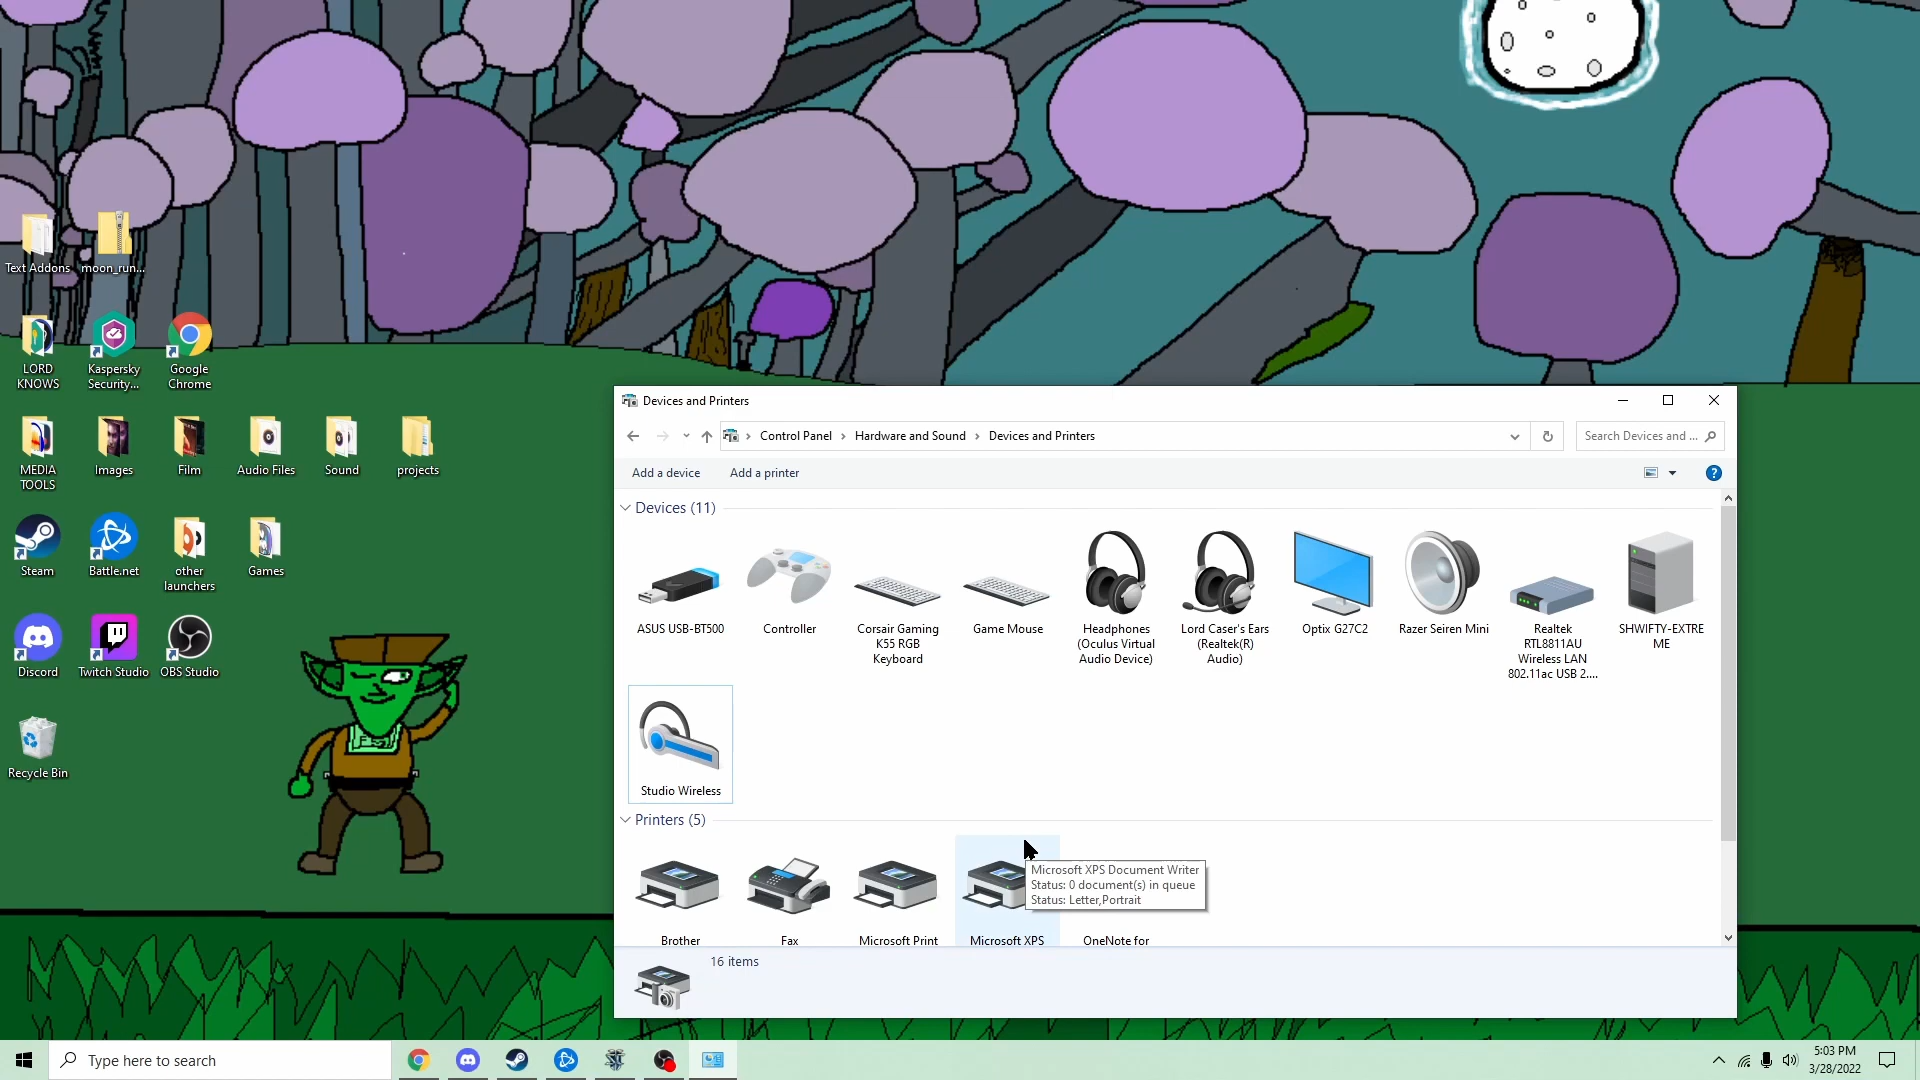 Text Addons
moon_run...
LORD
KNOWS
Kaspersky
Security...
Google
Chrome
MEDIA
TOOLS
Images
Film
Audio Files
Sound
projects
Steam
Battle.net
other
launchers
Games
Discord
Twitch Studio
OBS Studio
Recycle Bin
Devices and Printers
Control Panel
Hardware and Sound
Devices and Printers
Search Devices and ...
Add a device
Add a printer
?
Devices (11)
ASUS USB-BT500
Controller
Corsair Gaming
K55 RGB
Keyboard
Game Mouse
Headphones
(Oculus Virtual
Audio Device)
Lord Caser's Ears
(Realtek(R)
Audio)
Optix G27C2
Razer Seiren Mini
Realtek
RTL8811AU
Wireless LAN
802.11ac USB 2....
SHWIFTY-EXTRE
ME
Studio Wireless
Printers (5)
Brother
Fax
Microsoft Print
Microsoft XPS
OneNote for
Microsoft XPS Document Writer
Status: 0 document(s) in queue
Status: Letter,Portrait
16 items
Type here to search
5:03 PM
3/28/2022